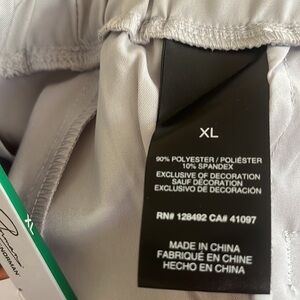 XL
90% POLYESTER / POLIÉSTER
10% SPANDEX
EXCLUSIVE OF DECORATION
SAUF DÉCORATION
EXCLUSIVO DE DECORACIÓN
RN# 128492 CA# 41097
MADE IN CHINA
FABRIQUÉ EN CHINE
HECHO EN CHINA
XL
NORMAN